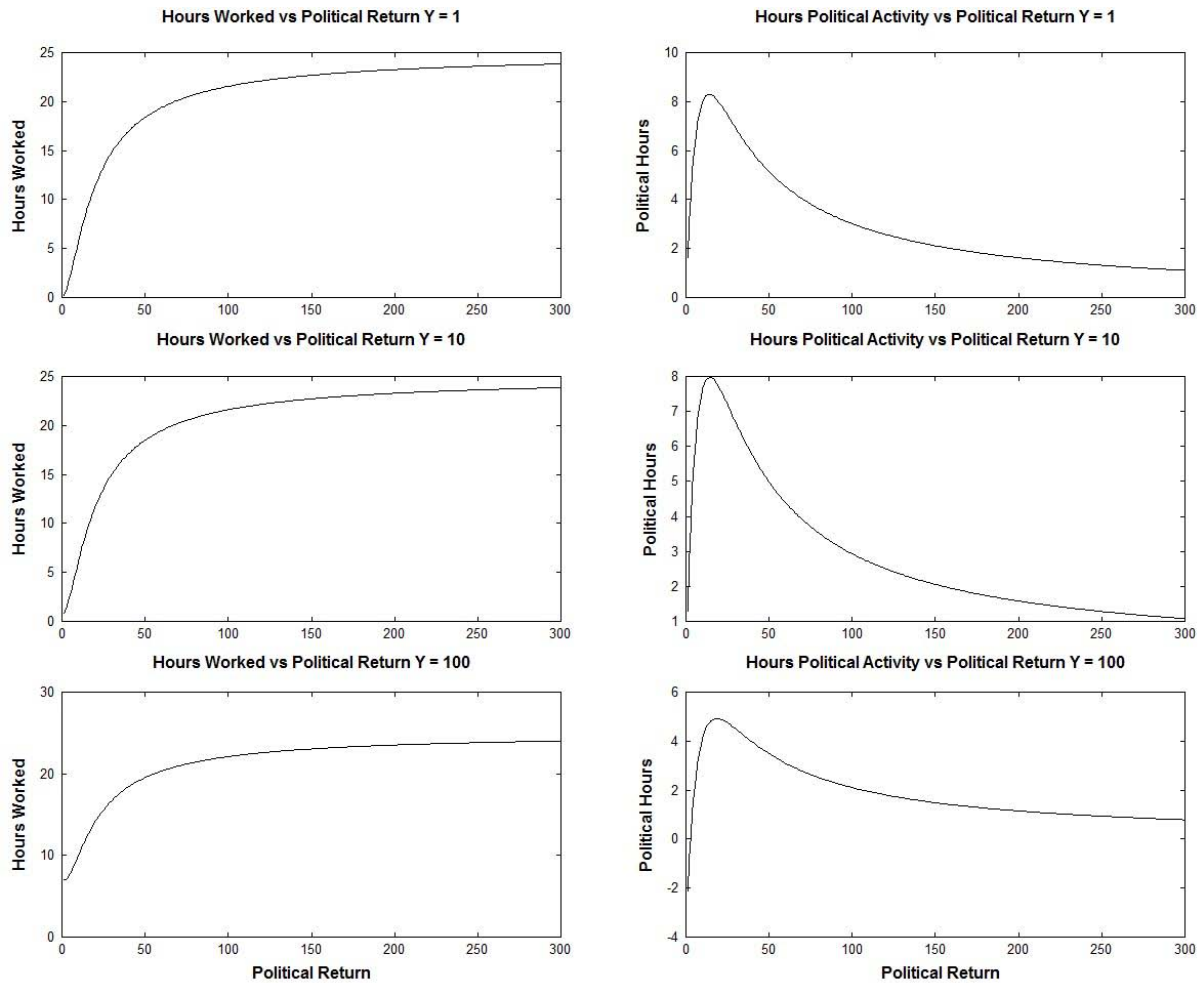 Hours Worked vs Political Return Y = 1
Hours Worked
25
20
15
10
5
0
0 50 100 150 200 250 300
Hours Political Activity vs Political Return Y = 1
Political Hours
10
8
6
4
2
0
0 50 100 150 200 250 300
Hours Worked vs Political Return Y = 10
Hours Worked
25
20
15
10
5
0
0 50 100 150 200 250 300
Hours Political Activity vs Political Return Y = 10
Political Hours
8
7
6
5
4
3
2
1
0 50 100 150 200 250 300
Hours Worked vs Political Return Y = 100
Hours Worked
30
20
10
0
0 50 100 150 200 250 300
Political Return
Hours Political Activity vs Political Return Y = 100
Political Hours
6
4
2
0
-2
-4
0 50 100 150 200 250 300
Political Return